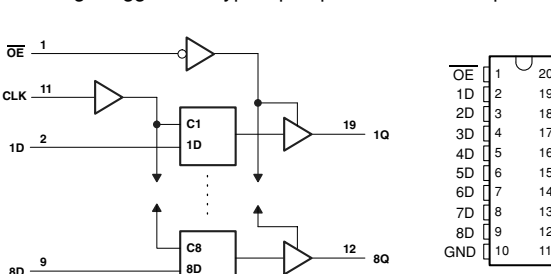 OE 1
CLK 11
C1
1D 2
1D
19 1Q
C8
8D 9
8D
12 8Q
OE 1 20
1D 2 19
2D 3 18
3D 4 17
4D 5 16
5D 6 15
6D 7 14
7D 8 13
8D 9 12
GND 10 11